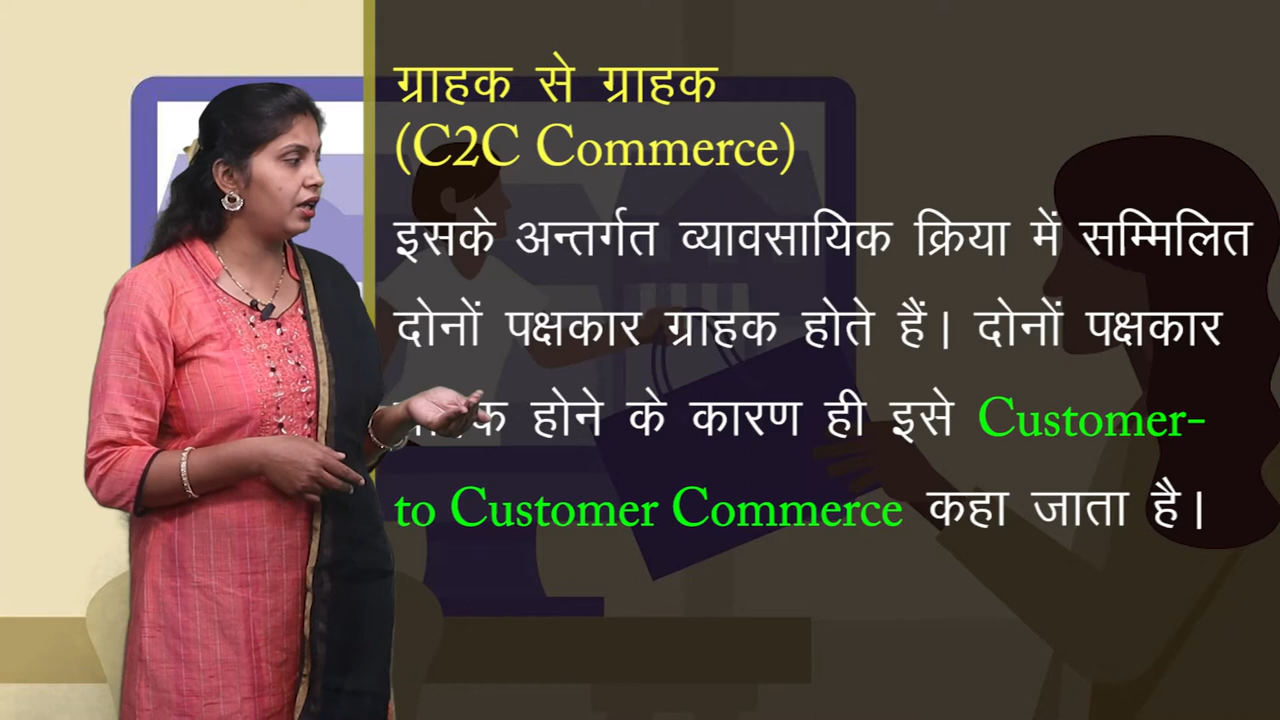 ग्राहक से ग्राहक
(C2C Commerce)
इसके अन्तर्गत व्यावसायिक क्रिया में सम्मिलित
दोनों पक्षकार ग्राहक होते हैं। दोनों पक्षकार
होने के कारण ही इसे Customer-
to Customer Commerce कहा जाता है।